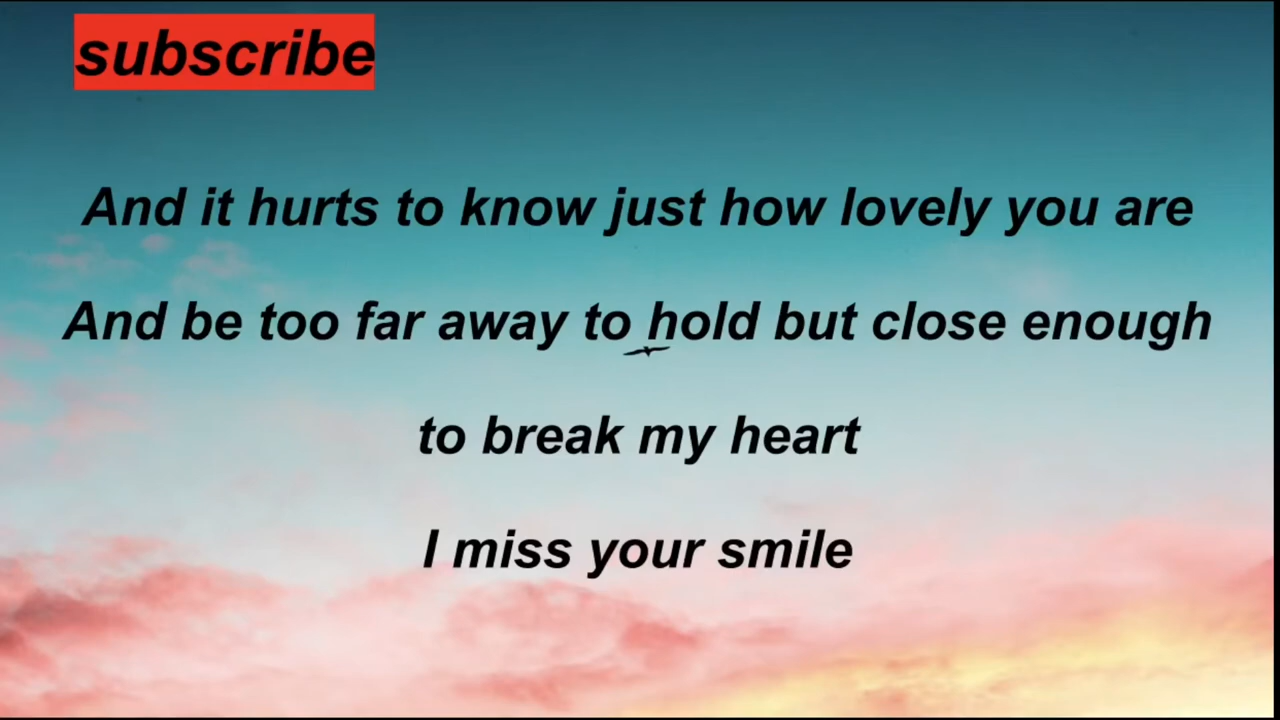 subscribe
And it hurts to know just how lovely you are
And be too far away to hold but close enough
to break my heart
I miss your smile